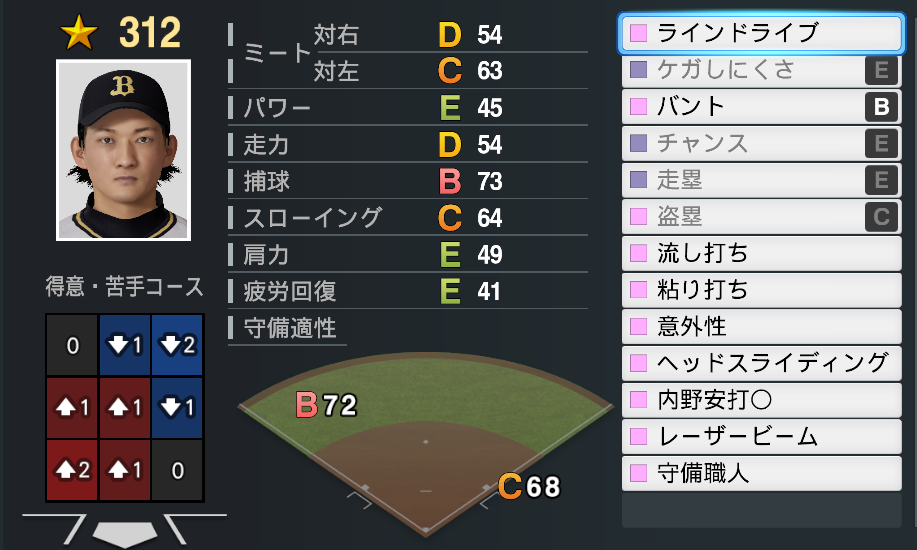 ★ 312
B
ミート 対右 D 54
対左 C 63
パワー E 45
走力 D 54
捕球 B 73
スローイング C 64
肩力 E 49
疲労回復 E 41
守備適性
B 72
C 68
得意・苦手コース
0 ↓1 ↓2
↑1 ↑1 ↓1
↑2 ↑1 0
ラインドライブ
ケガしにくさ E
バント B
チャンス E
走塁 E
盗塁 C
流し打ち
粘り打ち
意外性
ヘッドスライディング
内野安打〇
レーザービーム
守備職人